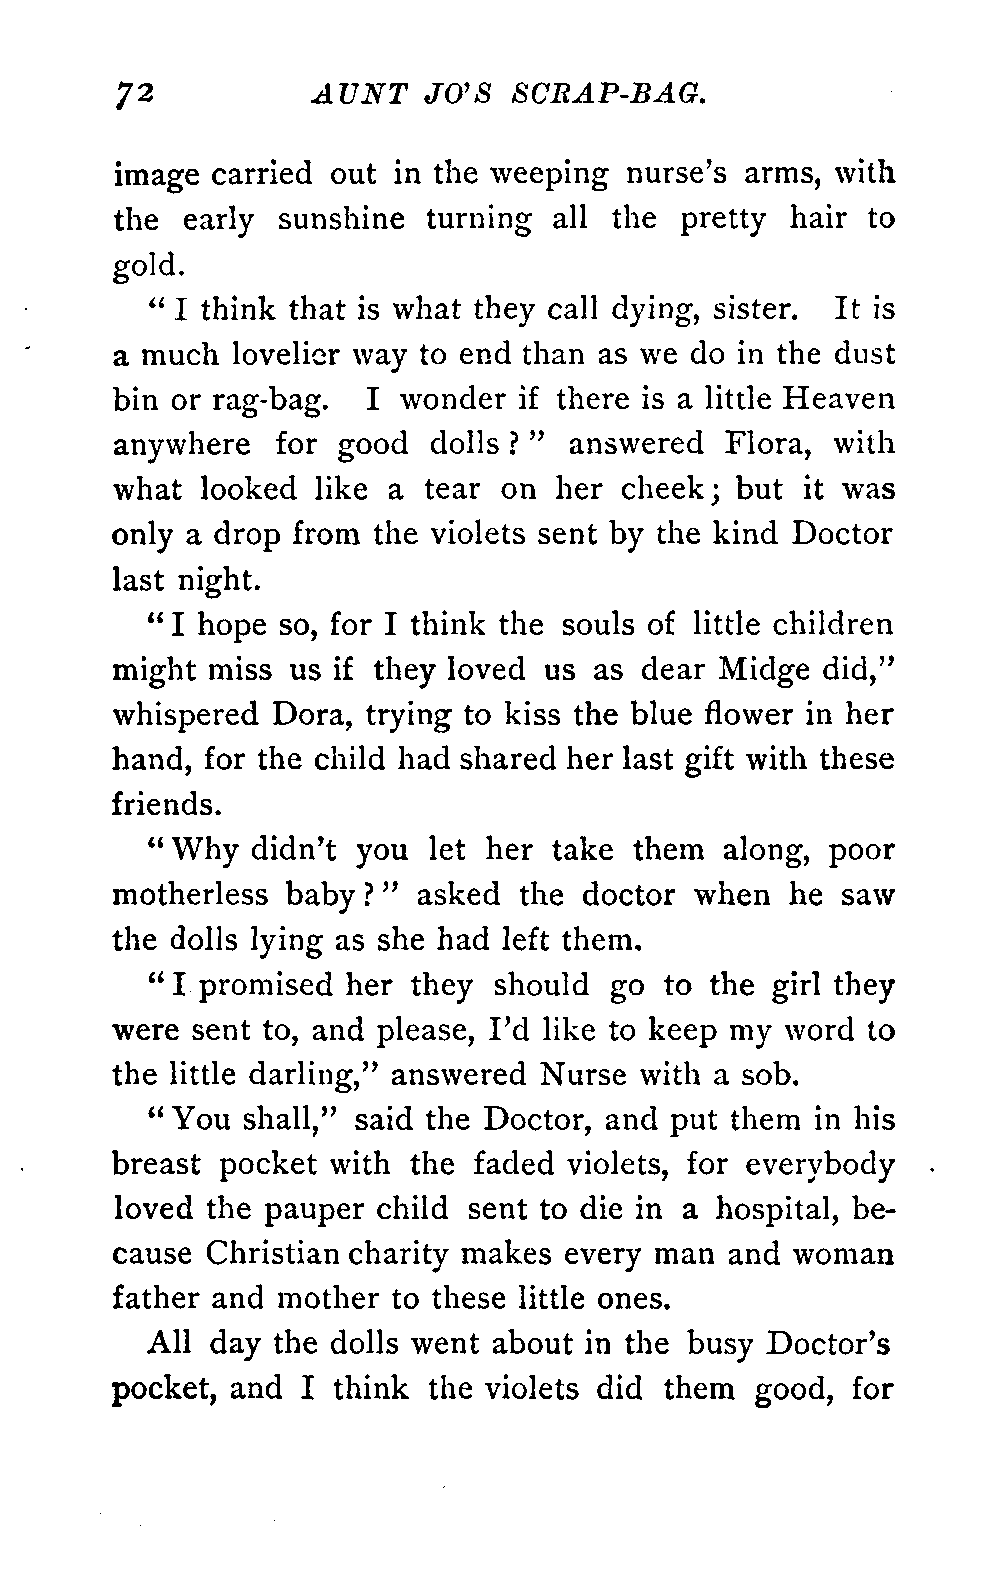 72 AUNT JO'S SCRAP-BAG.
image carried out in the weeping nurse's arms, with
the early sunshine turning all the pretty hair to
gold.
"I think that is what they call dying, sister. It is
a much lovelier way to end than as we do in the dust
bin or rag-bag. I wonder if there is a little Heaven
anywhere for good dolls?" answered Flora, with
what looked like a tear on her cheek; but it was
only a drop from the violets sent by the kind Doctor
last night.
"I hope so, for I think the souls of little children
might miss us if they loved us as dear Midge did,"
whispered Dora, trying to kiss the blue flower in her
hand, for the child had shared her last gift with these
friends.
"Why didn't you let her take them along, poor
motherless baby?" asked the doctor when he saw
the dolls lying as she had left them.
"I promised her they should go to the girl they
were sent to, and please, I'd like to keep my word to
the little darling," answered Nurse with a sob.
"You shall," said the Doctor, and put them in his
breast pocket with the faded violets, for everybody
loved the pauper child sent to die in a hospital, be-
cause Christian charity makes every man and woman
father and mother to these little ones.
All day the dolls went about in the busy Doctor's
pocket, and I think the violets did them good, for